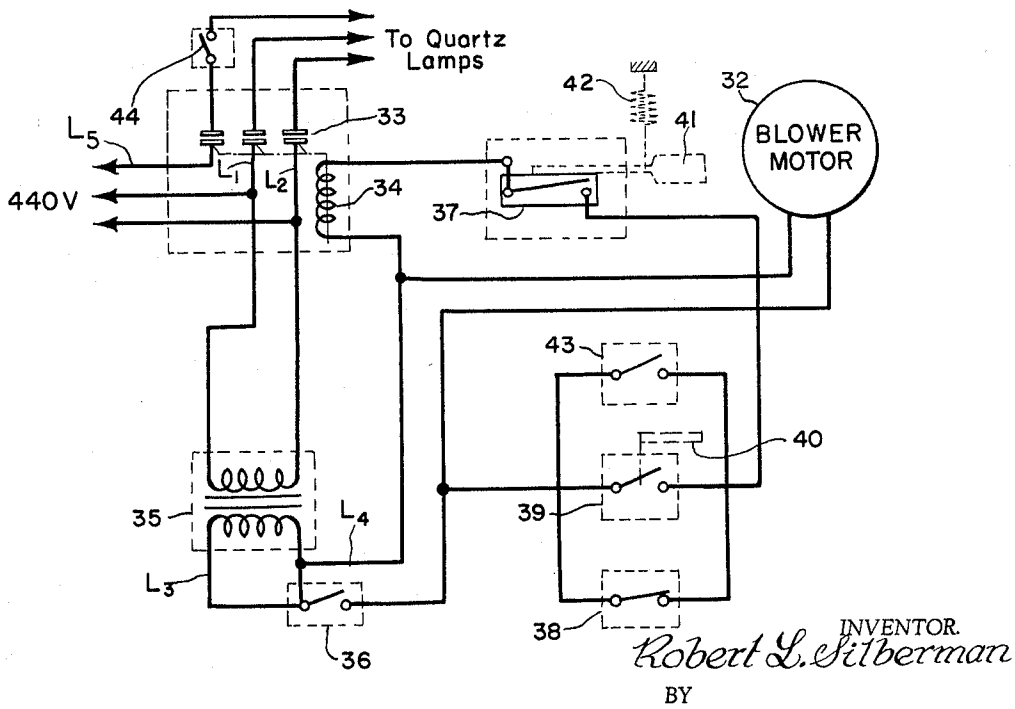 To Quartz
Lamps
44
33
42
32
41
BLOWER
MOTOR
L5
L1
L2
34
440 V
37
43
40
39
35
L4
L3
38
36
INVENTOR.
Robert L. Silberman
BY